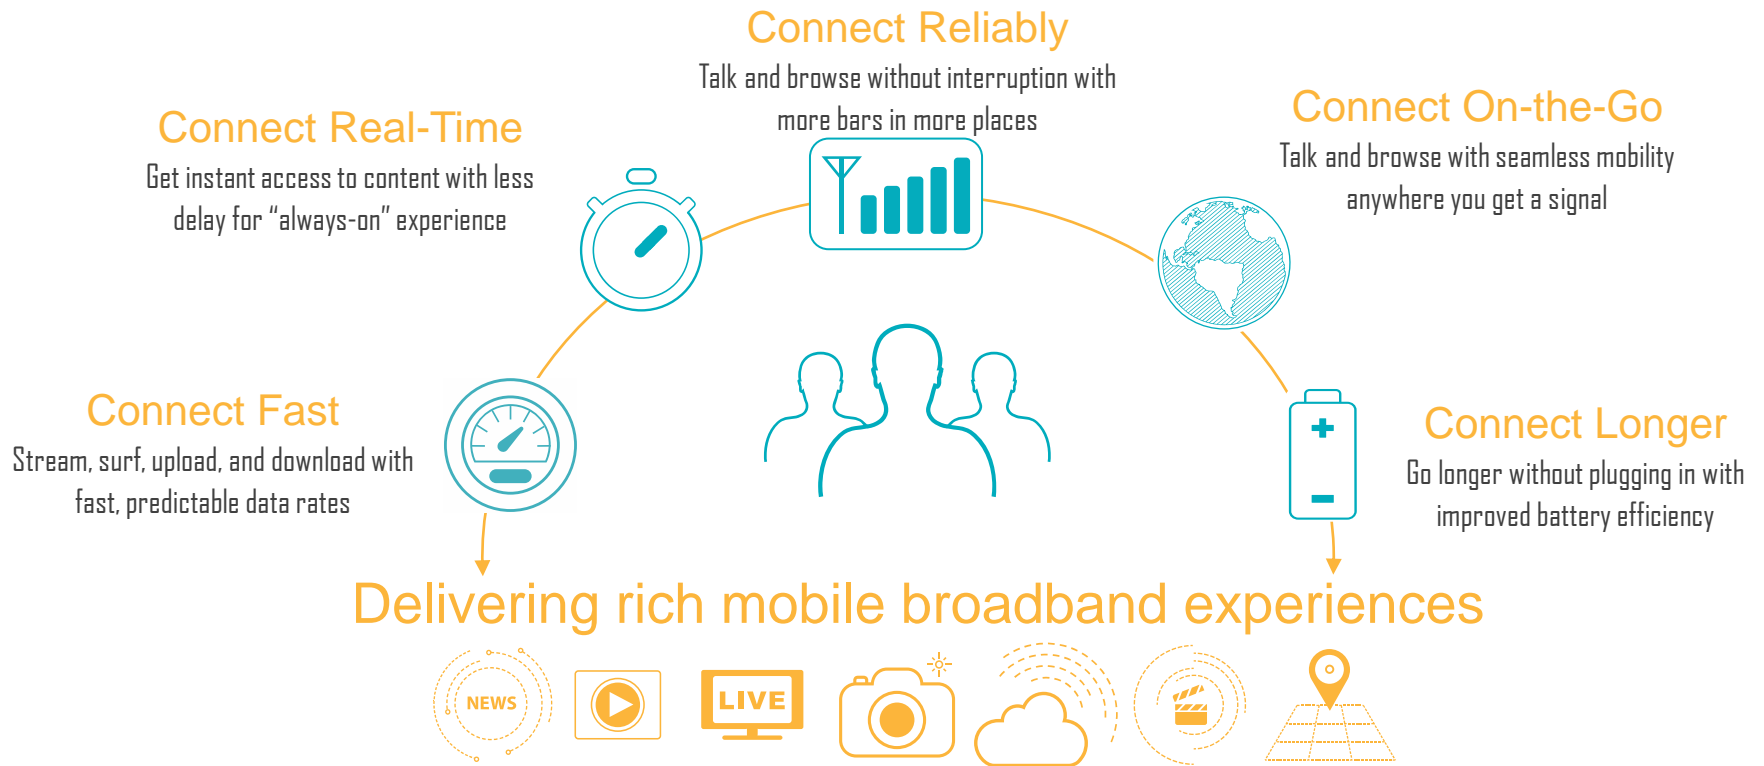 Connect Reliably
Talk and browse without interruption with
more bars in more places
Connect Real-Time
Get instant access to content with less
delay for “always-on” experience
Connect On-the-Go
Talk and browse with seamless mobility
anywhere you get a signal
Connect Fast
Stream, surf, upload, and download with
fast, predictable data rates
Connect Longer
Go longer without plugging in with
improved battery efficiency
Delivering rich mobile broadband experiences
NEWS
LIVE